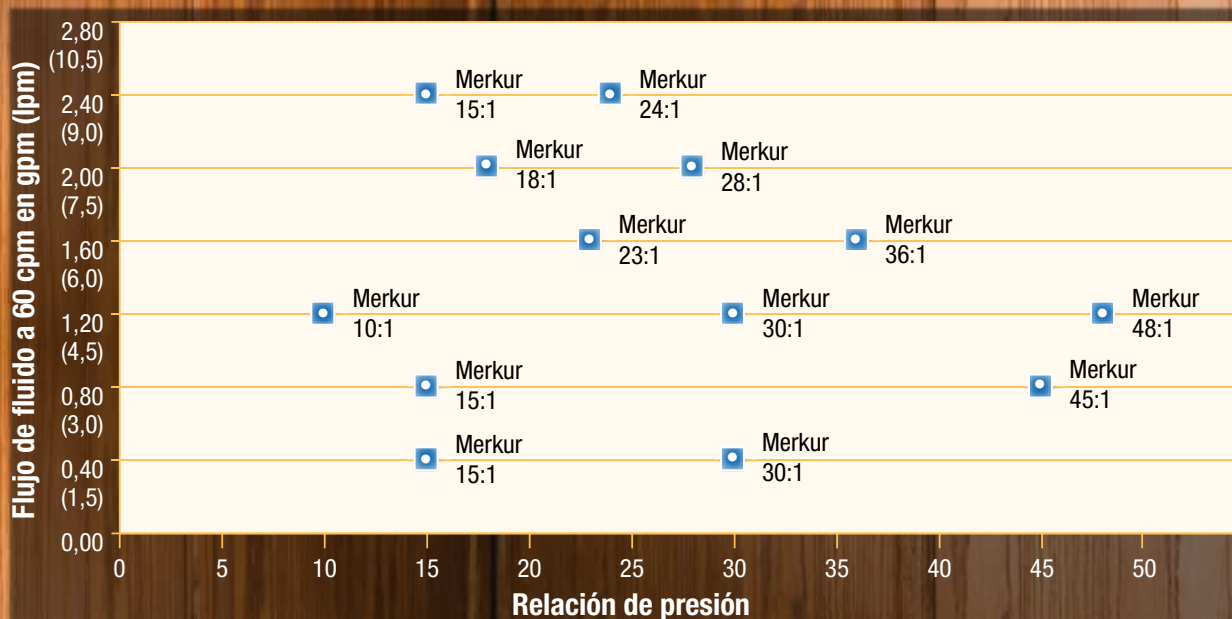 Flujo de fluido a 60 cpm en gpm (lpm)
2,80
(10,5)
2,40
(9,0)
2,00
(7,5)
1,60
(6,0)
1,20
(4,5)
0,80
(3,0)
0,40
(1,5)
0,00
Merkur
15:1
Merkur
24:1
Merkur
18:1
Merkur
28:1
Merkur
23:1
Merkur
36:1
Merkur
10:1
Merkur
30:1
Merkur
48:1
Merkur
15:1
Merkur
45:1
Merkur
15:1
Merkur
30:1
0 5 10 15 20 25 30 35 40 45 50
Relación de presión